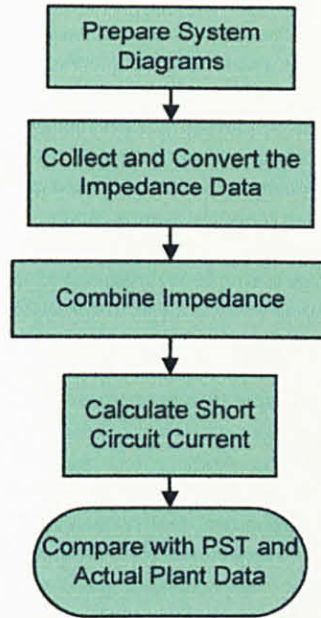 Prepare System
Diagrams
Collect and Convert the
Impedance Data
Combine Impedance
Calculate Short
Circuit Current
Compare with PST and
Actual Plant Data